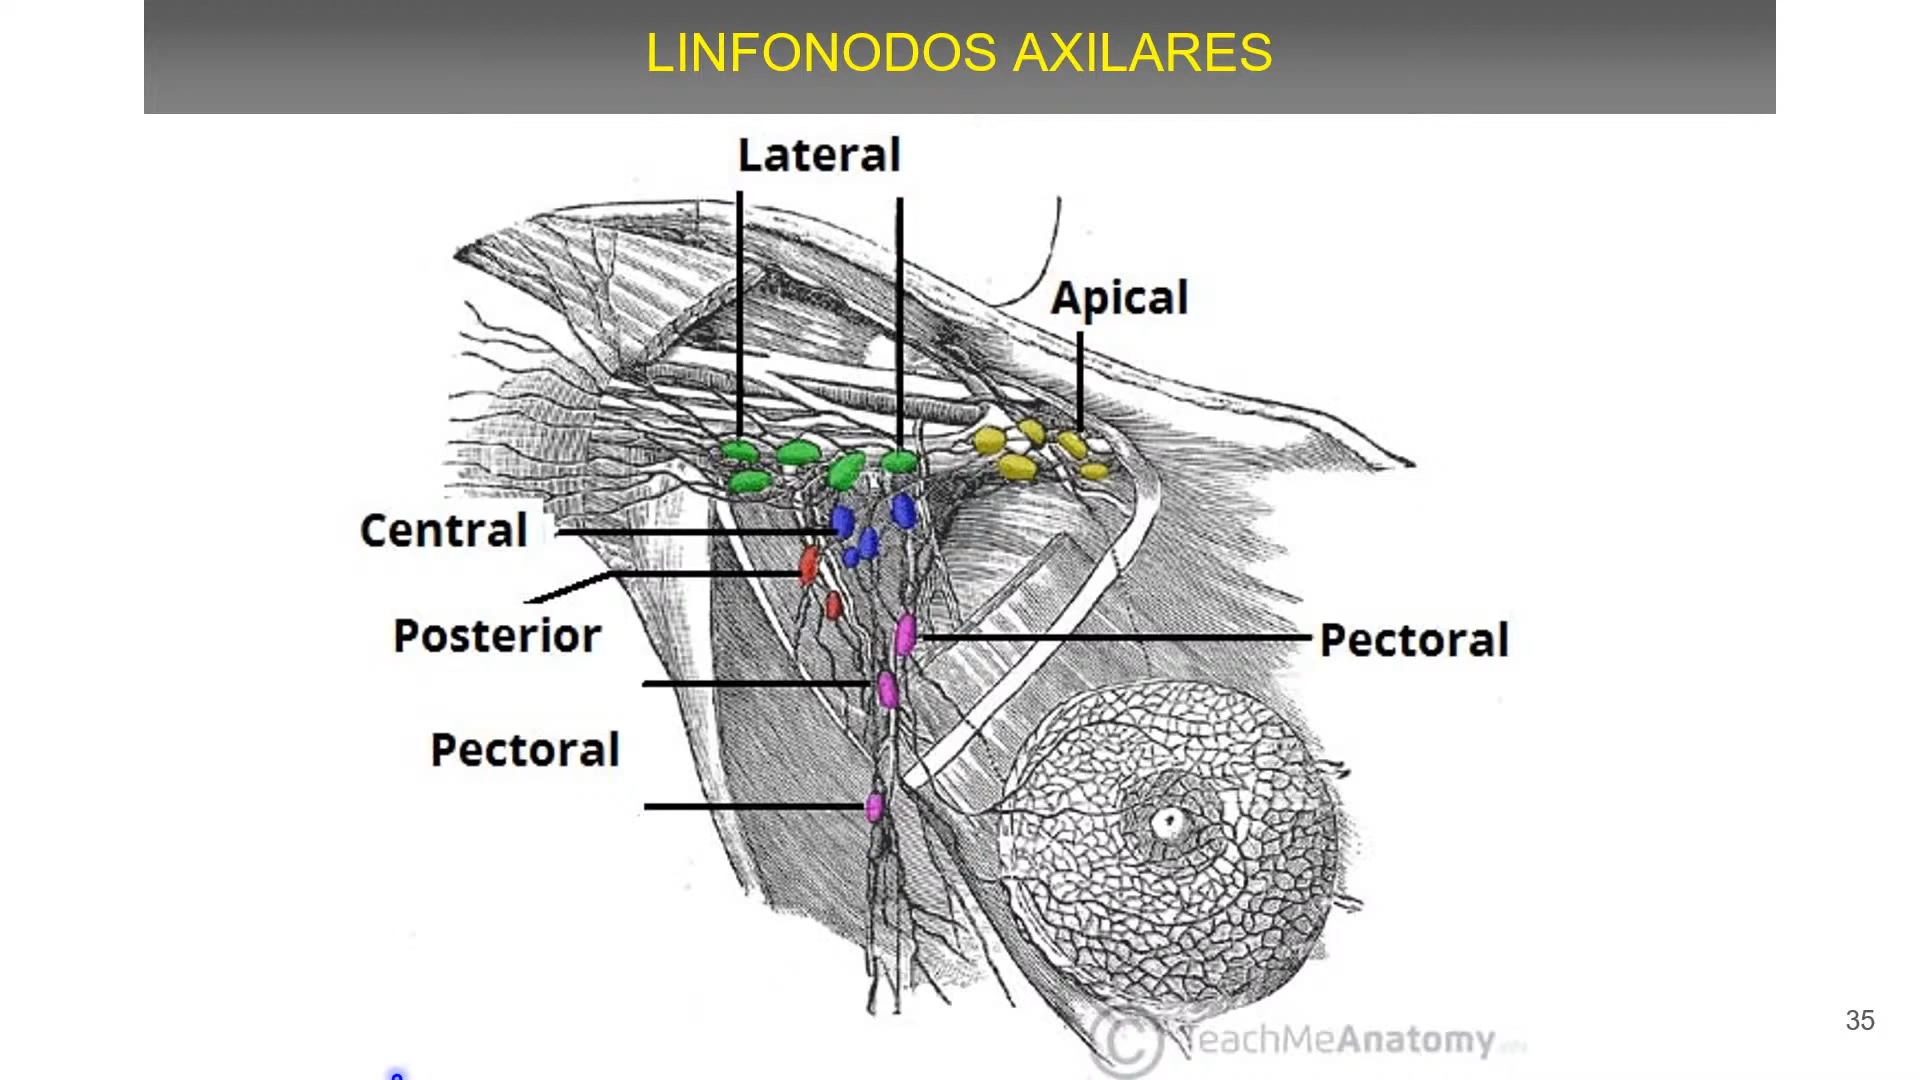 LINFONODOS AXILARES
Lateral
Apical
Central
Posterior
Pectoral
Pectoral
© TeachMeAnatomy
35